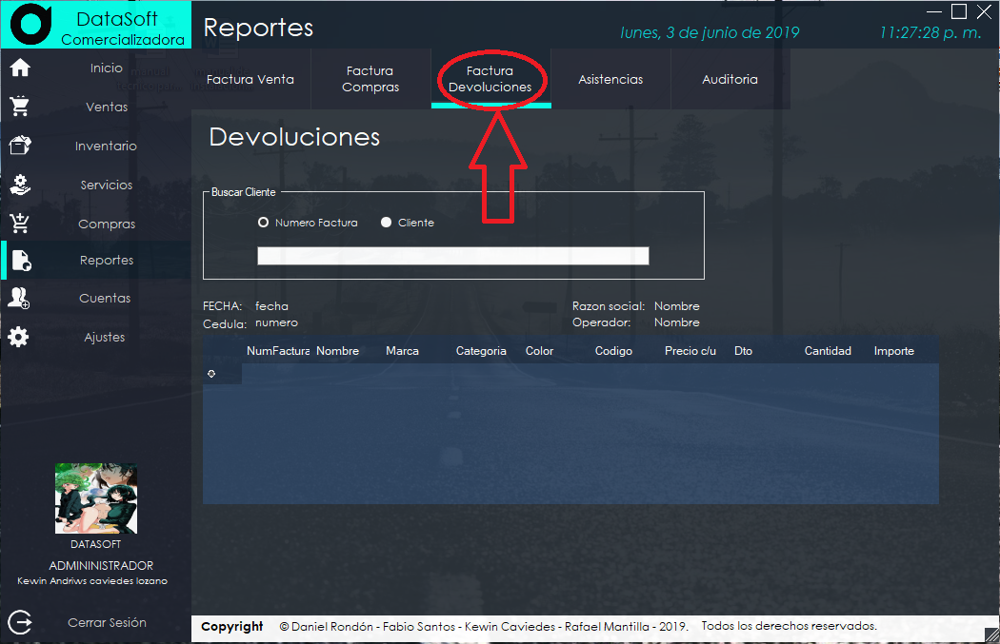 DataSoft
Comercializadora
Reportes
lunes, 3 de junio de 2019
11:27:28 p. m.
Inicio
Ventas
Inventario
Servicios
Compras
Reportes
Cuentas
Ajustes
DATASOFT
ADMININISTRADOR
Kewin Andriws caviedes lozano
Cerrar Sesión
Factura Venta
Factura
Compras
Factura
Devoluciones
Asistencias
Auditoria
Devoluciones
Buscar Cliente
Numero Factura
Cliente
FECHA: fecha
Cedula: numero
Razon social: Nombre
Operador: Nombre
NumFactura Nombre Marca Categoria Color Codigo Precio c/u Dto Cantidad Importe
Copyright © Daniel Rondón - Fabio Santos - Kewin Caviedes - Rafael Mantilla - 2019. Todos los derechos reservados.